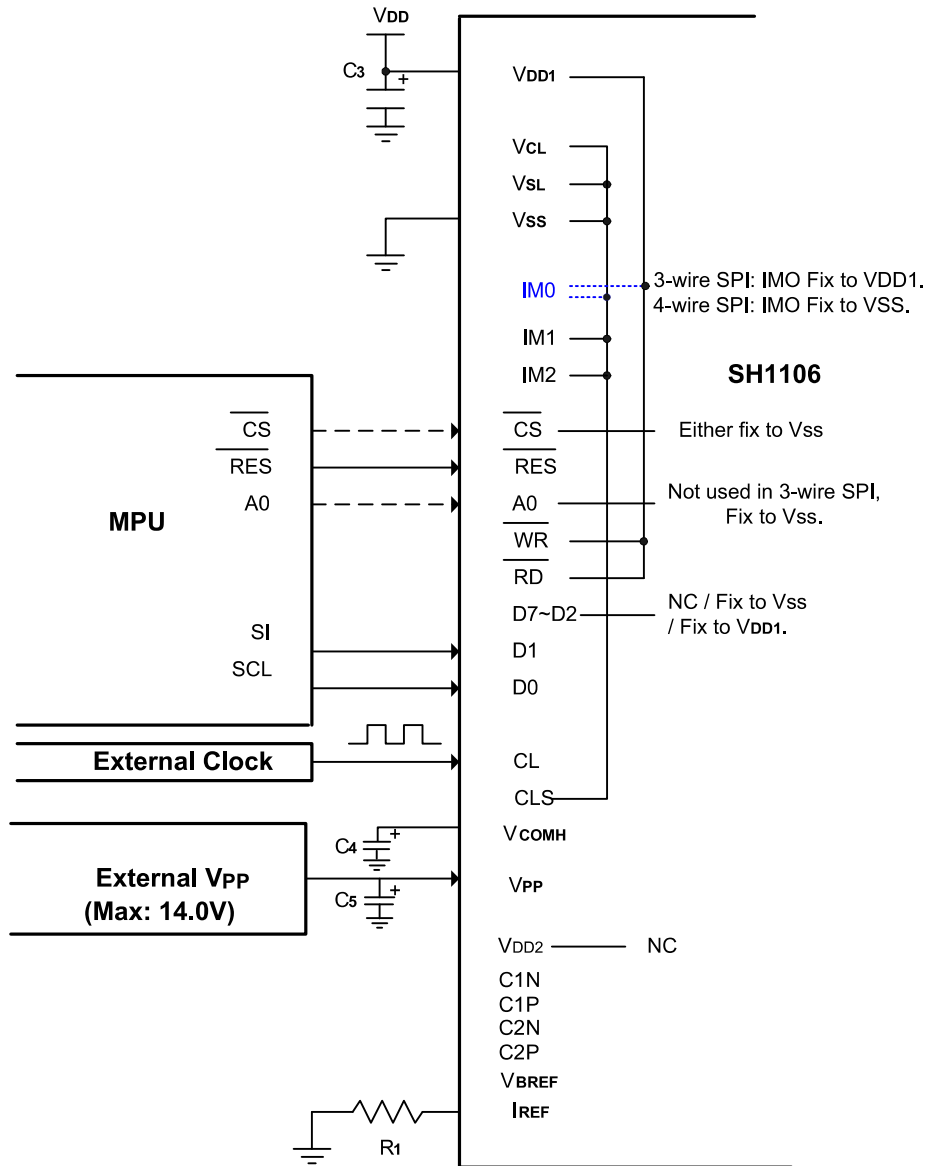 VDD
C3
+
VDD1
VCL
VSL
VSS
IM0
3-wire SPI: IMO Fix to VDD1.
4-wire SPI: IMO Fix to VSS.
IM1
IM2
SH1106
MPU
CS
RES
A0
SI
SCL
CS
Either fix to Vss
RES
A0
Not used in 3-wire SPI,
Fix to Vss.
WR
RD
D7~D2
NC / Fix to Vss
/ Fix to VDD1.
D1
D0
External Clock
CL
CLS
C4
+
VCOMH
External VPP
(Max: 14.0V)
C5
+
VPP
VDD2
NC
C1N
C1P
C2N
C2P
VBREF
IREF
R1